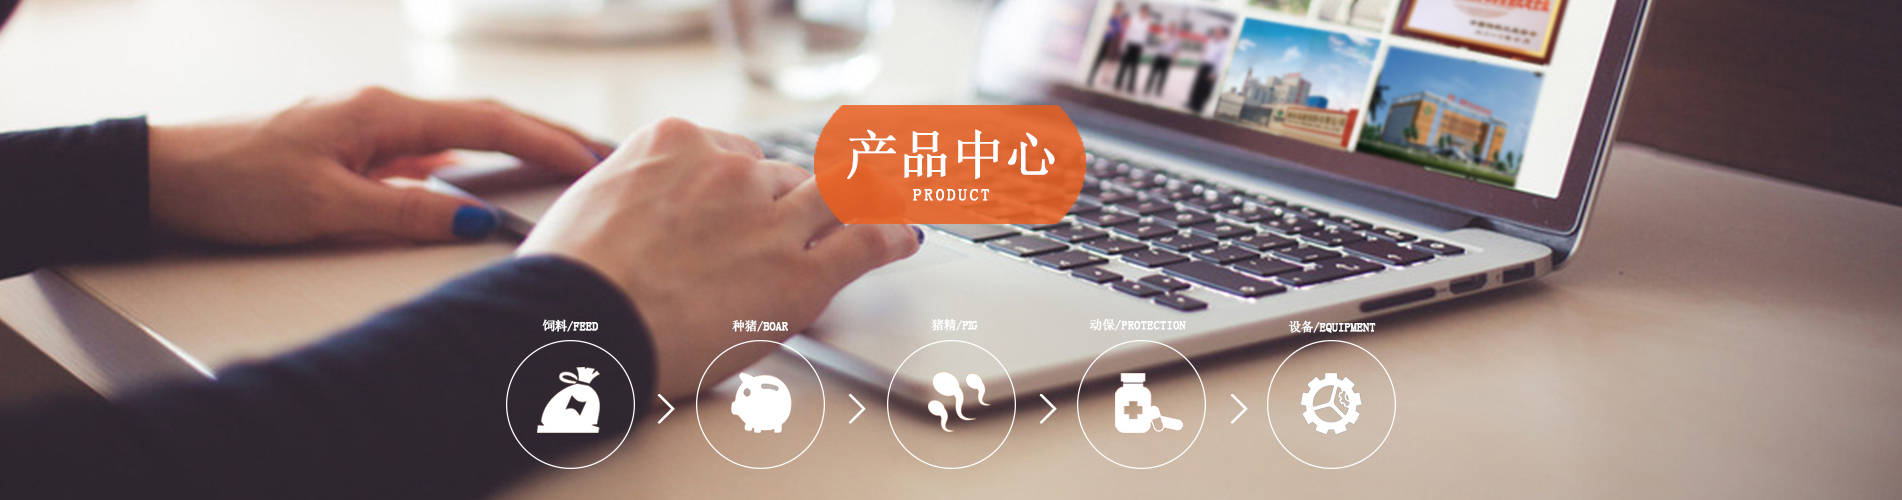 产品中心
PRODUCT
饲料/FEED
种猪/BOAR
猪精/PIG
动保/PROTECTION
设备/EQUIPMENT